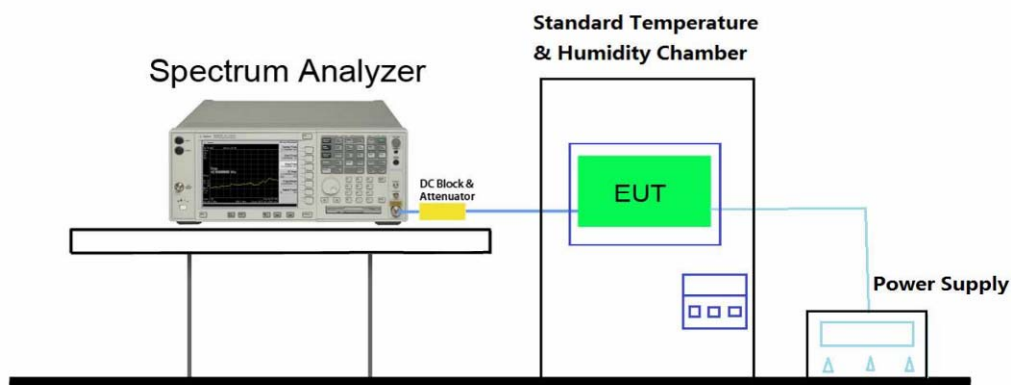 Standard Temperature
& Humidity Chamber
Spectrum Analyzer
DC Block &
Attenuator
EUT
Power Supply